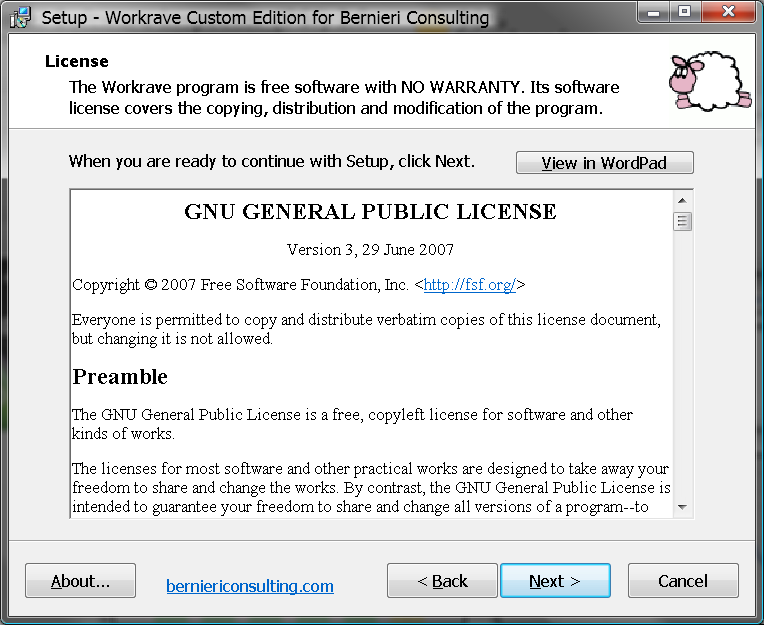 Setup - Workrave Custom Edition for Bernieri Consulting
License
The Workrave program is free software with NO WARRANTY. Its software
license covers the copying, distribution and modification of the program.
When you are ready to continue with Setup, click Next.
View in WordPad
GNU GENERAL PUBLIC LICENSE
Version 3, 29 June 2007
Copyright © 2007 Free Software Foundation, Inc. <http://fsf.org/>
Everyone is permitted to copy and distribute verbatim copies of this license document,
but changing it is not allowed.
Preamble
The GNU General Public License is a free, copyleft license for software and other
kinds of works.
The licenses for most software and other practical works are designed to take away your
freedom to share and change the works. By contrast, the GNU General Public License is
intended to guarantee your freedom to share and change all versions of a program--to
About...
berniericonsulting.com
< Back
Next >
Cancel